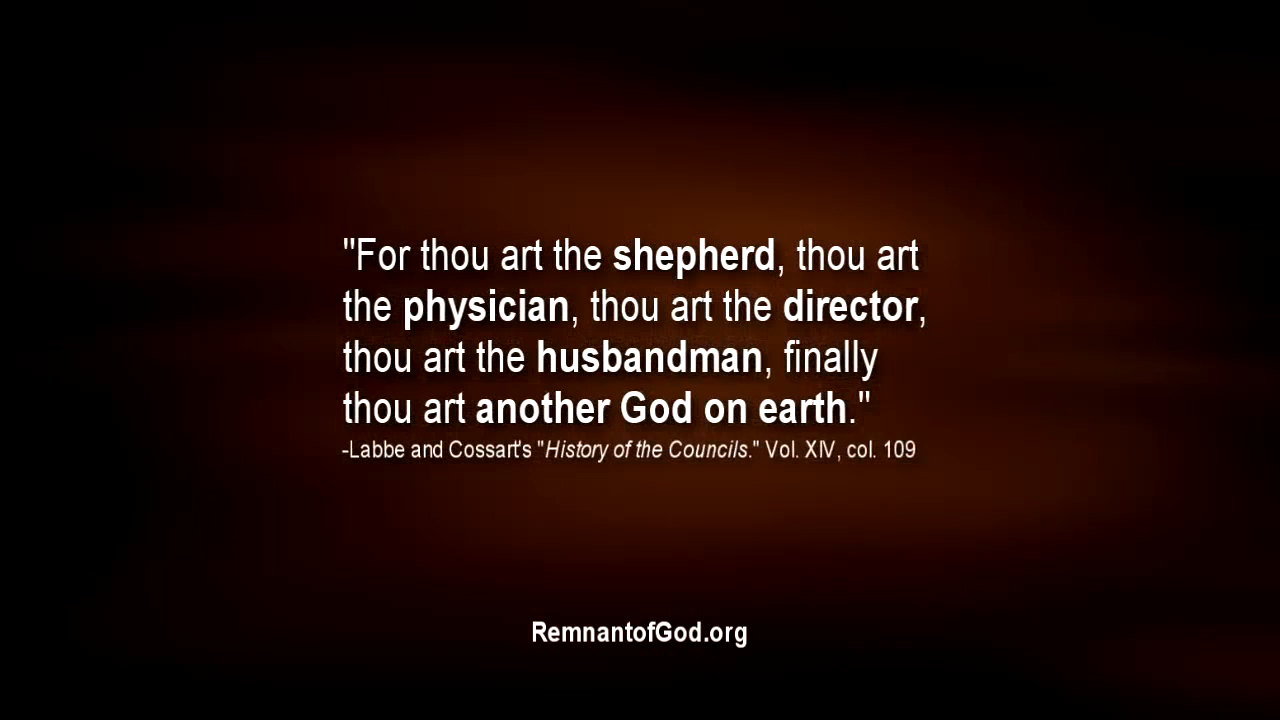 "For thou art the shepherd, thou art
the physician, thou art the director,
thou art the husbandman, finally
thou art another God on earth."
-Labbe and Cossart's "History of the Councils." Vol. XIV, col. 109
RemnantofGod.org